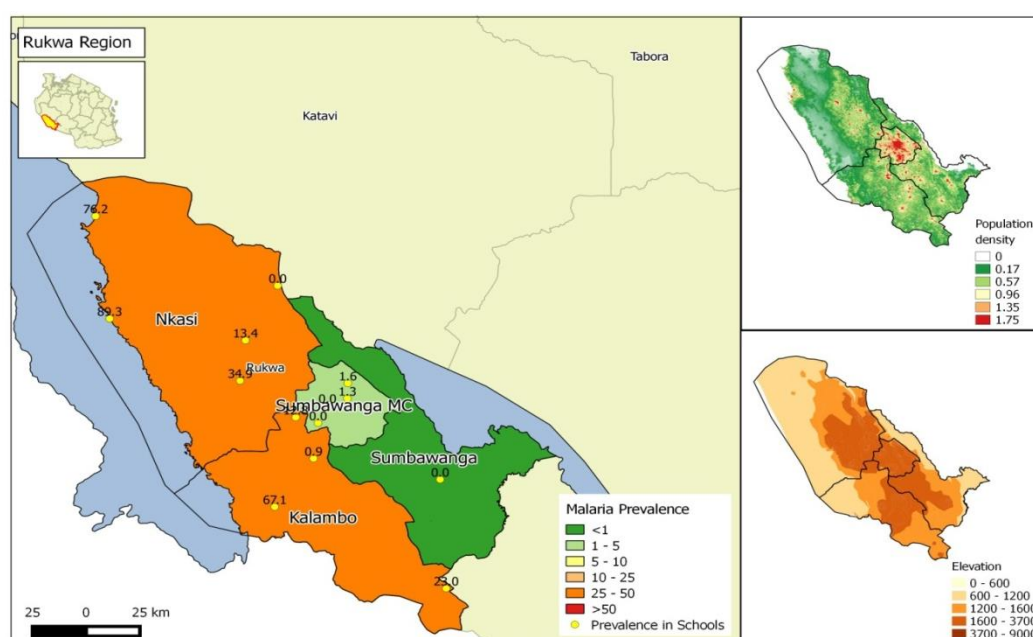 Rukwa Region
Tabora
Katavi
76.2
0.0
89.3
Nkasi
13.4
34.9
Rukwa
1.6
1.3
0.0
Sumbawanga MC
0.0
0.9
Sumbawanga
0.0
67.1
Kalambo
23.0
Malaria Prevalence
<1
1 - 5
5 - 10
10 - 25
25 - 50
>50
Prevalence in Schools
25 0 25 km
Population
density
0
0.17
0.57
0.96
1.35
1.75
Elevation
0 - 600
600 - 1200
1200 - 1600
1600 - 3700
3700 - 9000